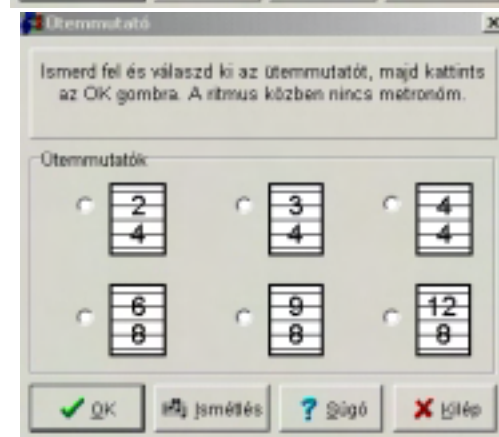 Ütemmutató
Ismerd fel és válaszd ki az ütemmutatót, majd kattints
az OK gombra. A ritmus közben nincs metronóm.
Ütemmutatók
2 3 4
4 4 4
6 9 12
8 8 8
OK Ismétlés ? Súgó Kilép